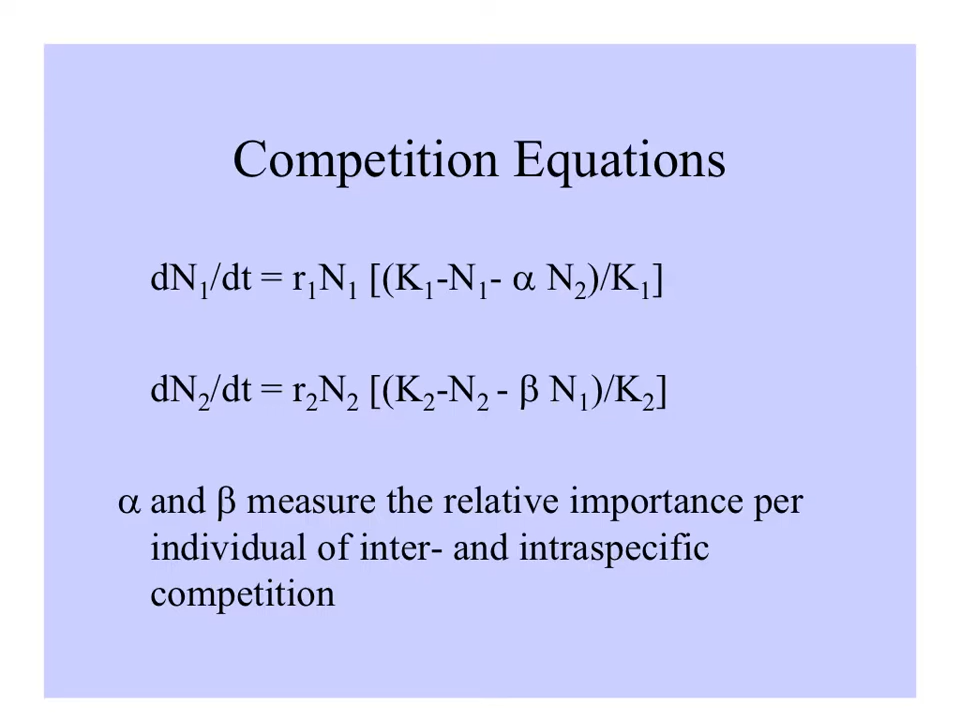 Competition Equations
dN₁/dt = r₁N₁ [(K₁-N₁- α N₂)/K₁]
dN₂/dt = r₂N₂ [(K₂-N₂ - β N₁)/K₂]
α and β measure the relative importance per
individual of inter- and intraspecific
competition